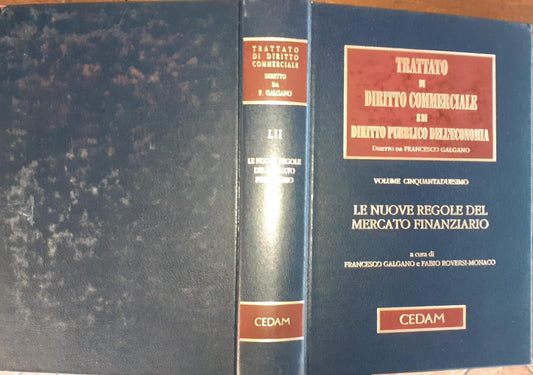 TRATTATO
DI DIRITTO
COMMERCIALE
DIRETTO
DA
F. GALGANO
LII
LE NUOVE REGOLE
DEL MERCATO
FINANZIARIO
CEDAM
TRATTATO
DI
DIRITTO COMMERCIALE
E DI
DIRITTO PUBBLICO DELL'ECONOMIA
DIRETTO DA FRANCESCO GALGANO
VOLUME CINQUANTADUESIMO
LE NUOVE REGOLE DEL
MERCATO FINANZIARIO
a cura di
FRANCESCO GALGANO e FABIO ROVERSI-MONACO
CEDAM